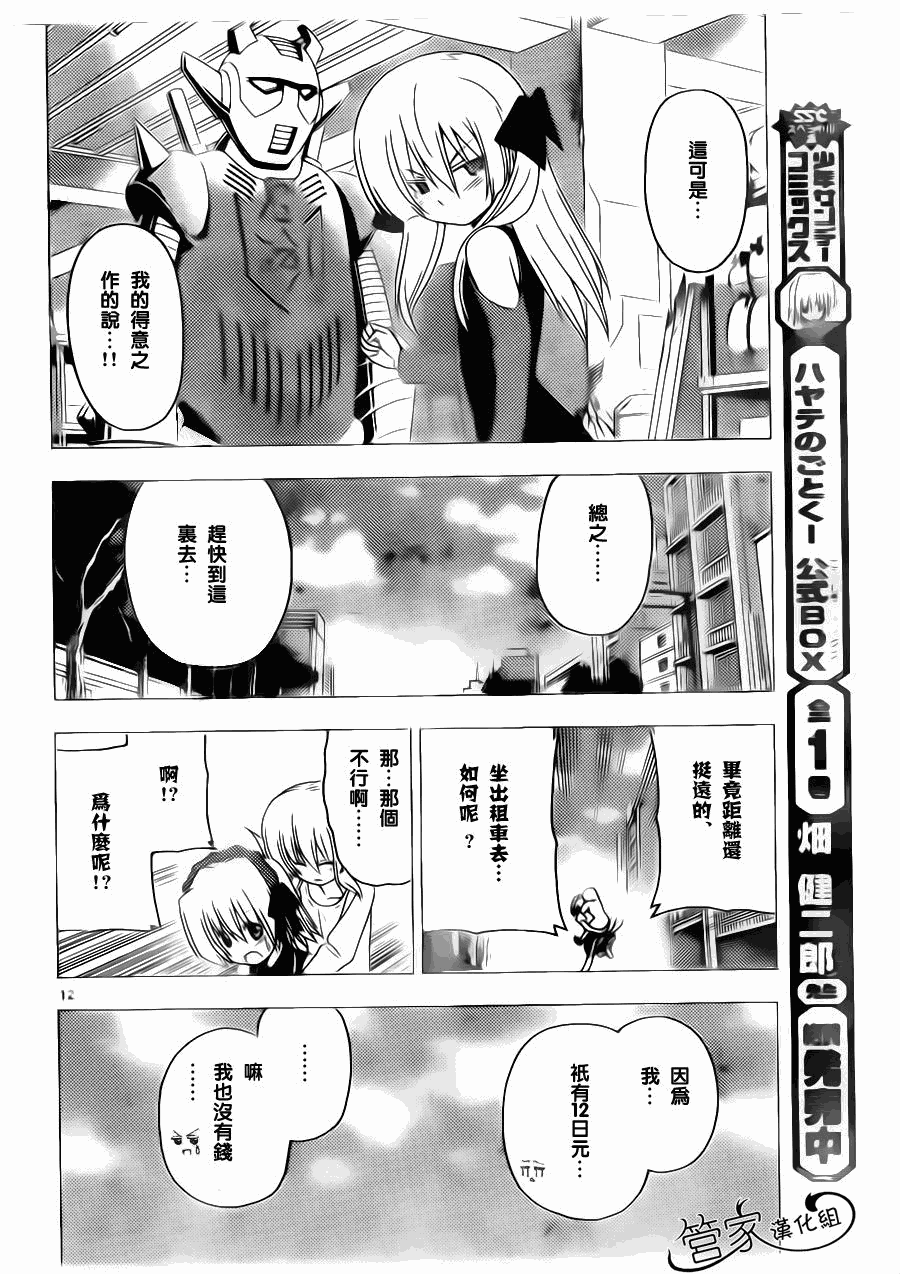 這可是…
我的得意之
作的說…!!
總之……
趕快到這
裏去…
畢竟距離還
挺遠的、
坐出租車去…
如何呢？
那…那個
不行啊……
啊!?
爲什麼呢!?
因爲
我…
衹有12日元…
……
嘛
我也沒有錢
……
12
少年サンデー
コミックス
ハヤテのごとく! 公式BOX
全1巻
畑 健二郎
発売中
管家漢化組